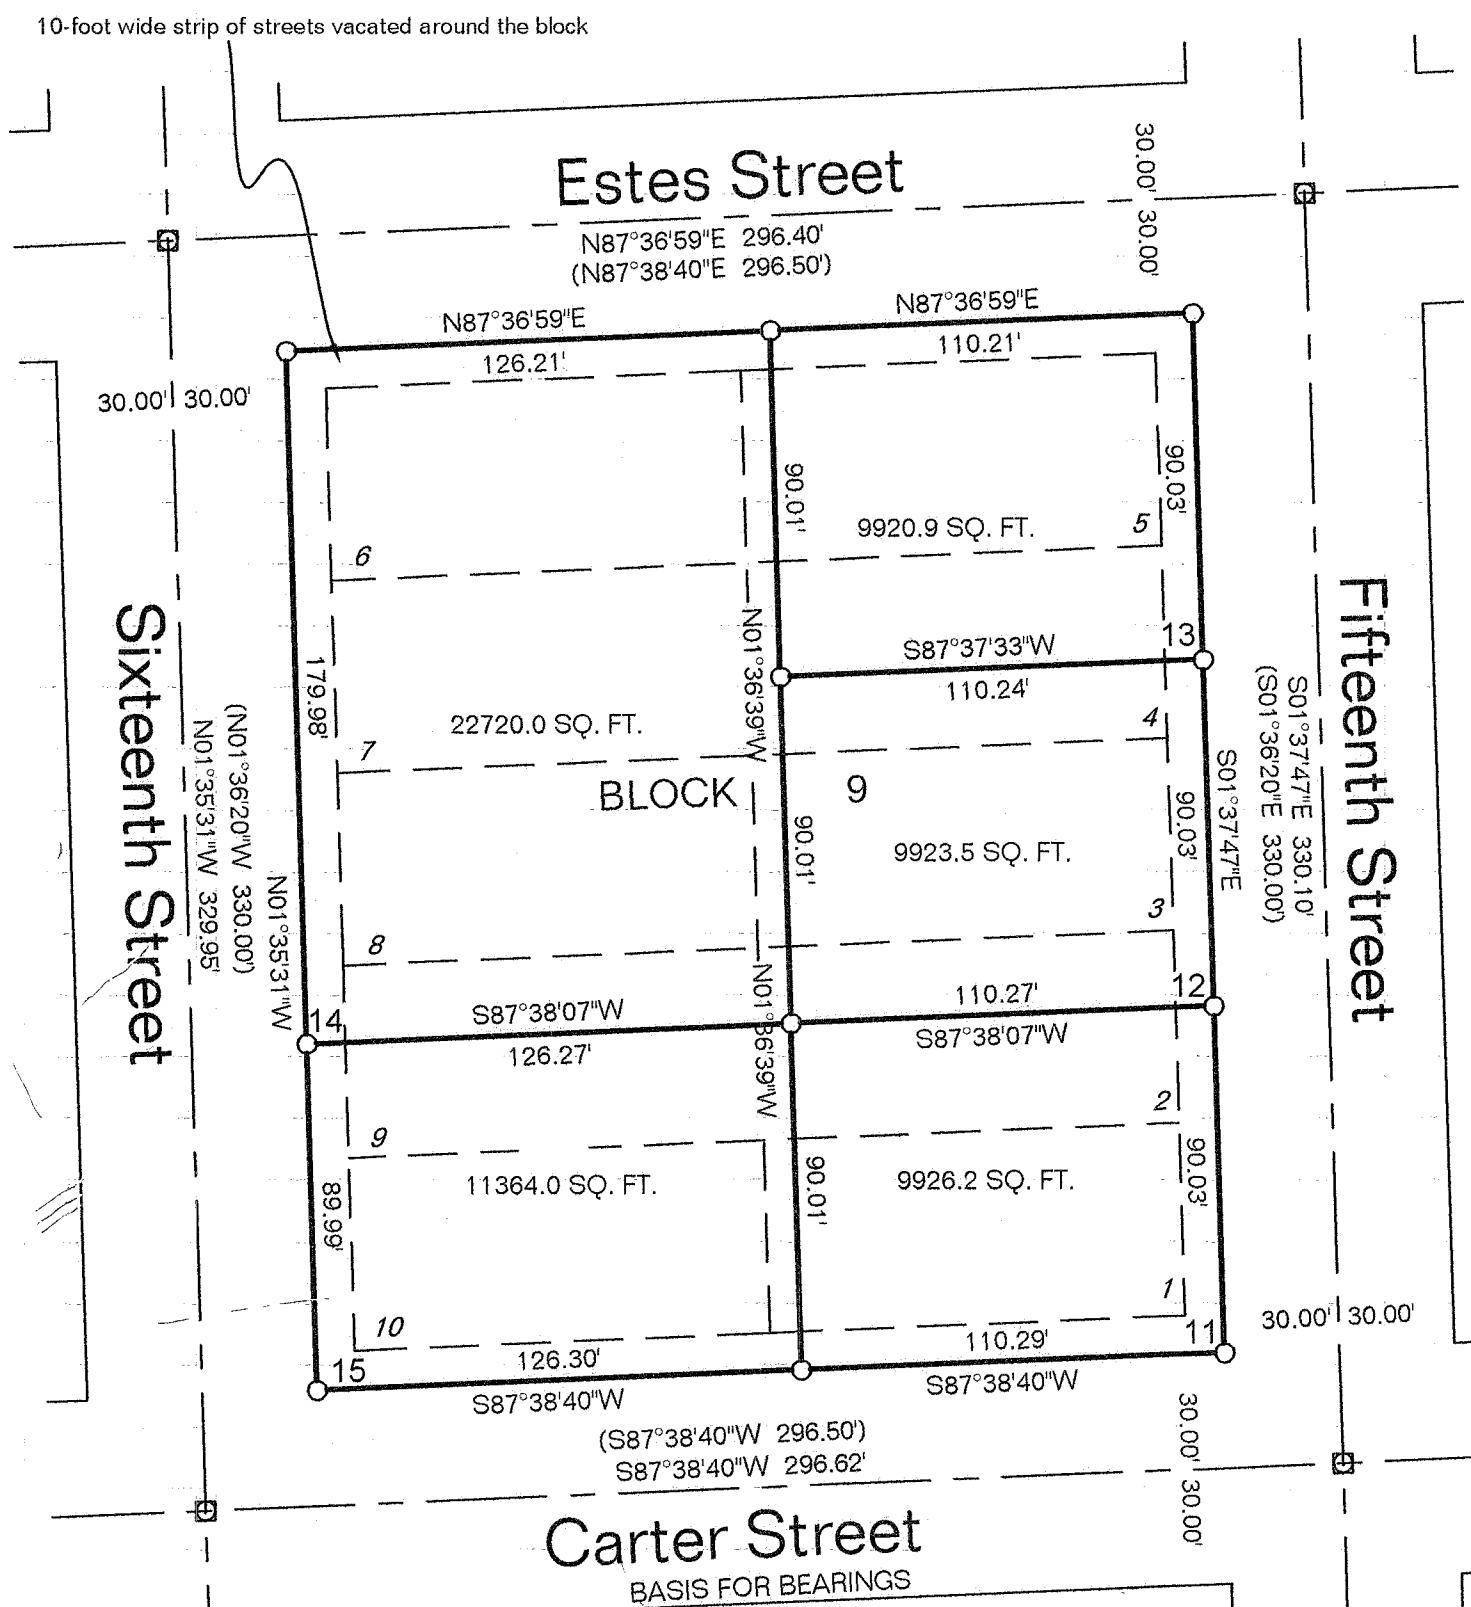 10-foot wide strip of streets vacated around the block
Estes Street
30.00' 30.00'
N87°36'59"E 296.40'
(N87°38'40"E 296.50')
N87°36'59"E
126.21'
N87°36'59"E
110.21'
30.00' 30.00'
90.01'
90.03'
9920.9 SQ. FT.
5
6
N01°36'39"W
S87°37'33"W
110.24'
13
179.98'
22720.0 SQ. FT.
4
7
BLOCK 9
Sixteenth Street
N01°35'31"W 329.95'
(N01°36'20"W 330.00')
N01°35'31"W
90.01'
9923.5 SQ. FT.
90.03'
S01°37'47"E
(S01°36'20"E 330.00')
S01°37'47"E 330.10'
Fifteenth Street
3
8
14
S87°38'07"W
126.27'
N01°36'39"W
110.27'
S87°38'07"W
12
2
9
11364.0 SQ. FT.
89.99'
90.01'
9926.2 SQ. FT.
90.03'
1
10
15
126.30'
S87°38'40"W
110.29'
11
S87°38'40"W
30.00' 30.00'
(S87°38'40"W 296.50')
S87°38'40"W 296.62'
30.00' 30.00'
Carter Street
BASIS FOR BEARINGS